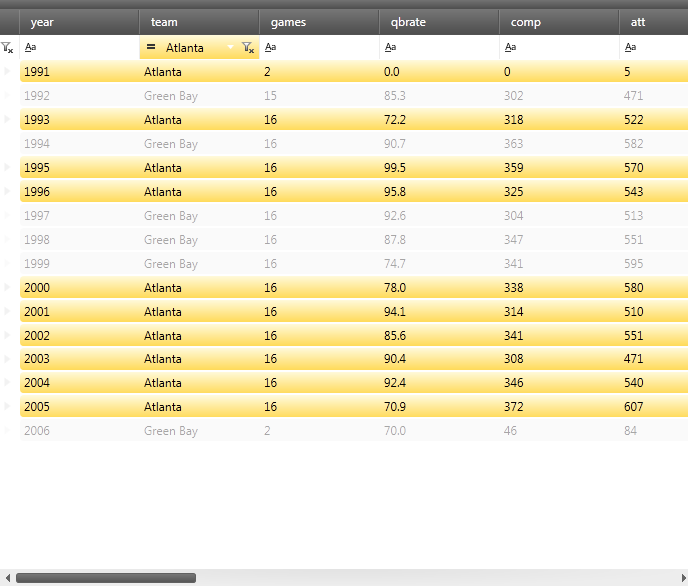 year team games qbrate comp att
Aa = Atlanta Aa Aa Aa Aa
1991 Atlanta 2 0.0 0 5
1992 Green Bay 15 85.3 302 471
1993 Atlanta 16 72.2 318 522
1994 Green Bay 16 90.7 363 582
1995 Atlanta 16 99.5 359 570
1996 Atlanta 16 95.8 325 543
1997 Green Bay 16 92.6 304 513
1998 Green Bay 16 87.8 347 551
1999 Green Bay 16 74.7 341 595
2000 Atlanta 16 78.0 338 580
2001 Atlanta 16 94.1 314 510
2002 Atlanta 16 85.6 341 551
2003 Atlanta 16 90.4 308 471
2004 Atlanta 16 92.4 346 540
2005 Atlanta 16 70.9 372 607
2006 Green Bay 2 70.0 46 84